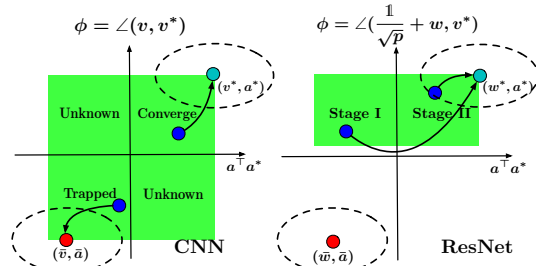 ϕ = ∠(v, v*)
ϕ = ∠(𝟙/√p + w, v*)
(v*, a*)
(w*, a*)
Unknown
Converge
Stage I
Stage II
a⊤a*
a⊤a*
Trapped
Unknown
(v̄, ā)
CNN
(w̄, ā)
ResNet